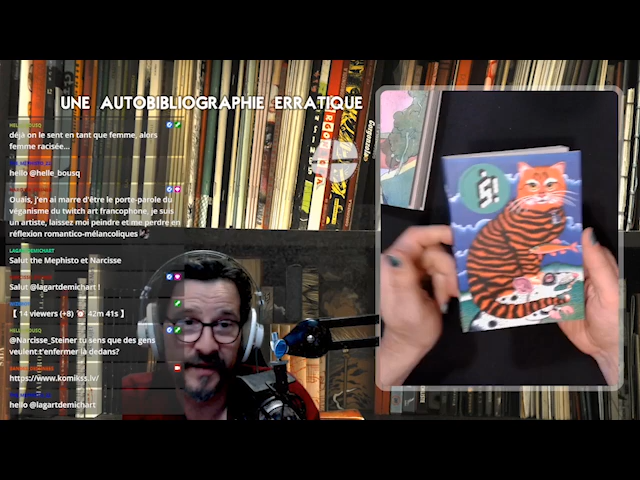 UNE AUTOBIBLIOGRAPHIE ERRATIQUE
déjà on le sent en tant que femme, alors
femme racisée...
hello @helle_bousq
Ouais, j'en ai marre d'être le porte-parole du
véganisme du twitch art francophone, je suis
un artiste, laissez moi peindre et me perdre en
réflexion romantico-mélancoliques
LAGARTDEMICHART
Salut the Mephisto et Narcisse
Salut @lagartdemichart !
【 14 viewers (+8) 42m 41s 】
HELLE_BOUSQ
@Narcisse_Steiner tu sens que des gens
veulent t'enfermer là dedans?
https://www.komikss.lv/
hello @lagartdemichart
š!